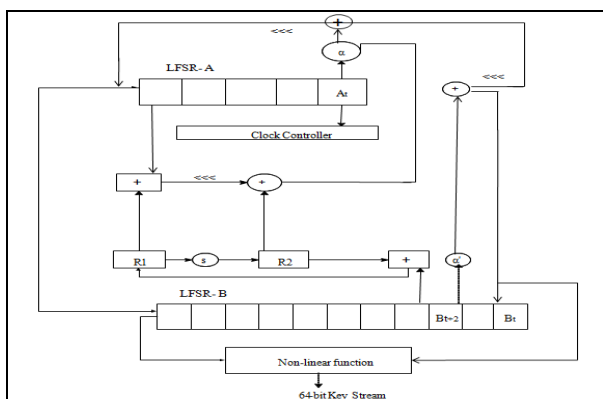 +
<<<
α
<<<
LFSR- A
At
+
Clock Controller
+
<<<
+
R1
s
R2
+
α'
LFSR- B
Bt+2
Bt
Non-linear function
64-bit Key Stream